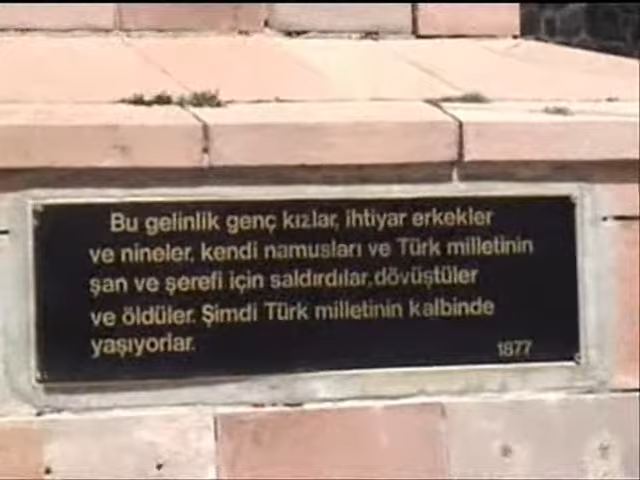 Bu gelinlik genç kızlar, ihtiyar erkekler
ve nineler, kendi namusları ve Türk milletinin
şan ve şerefi için saldırdılar,dövüştüler
ve öldüler. Şimdi Türk milletinin kalbinde
yaşıyorlar.
1877